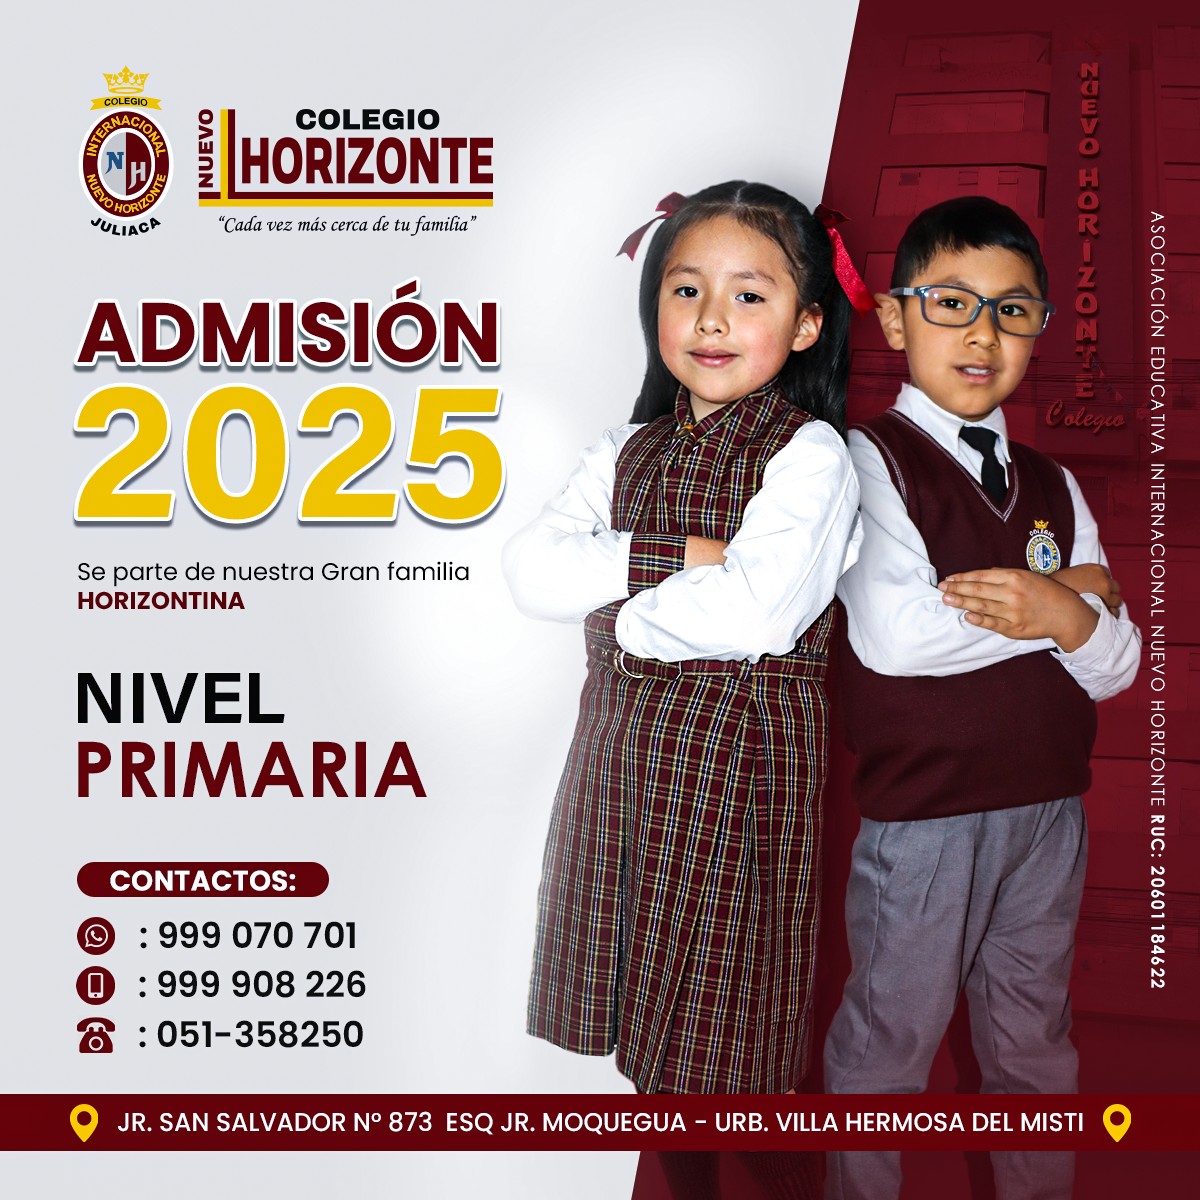 COLEGIO
INTERNACIONAL
NH
NUEVO HORIZONTE
JULIACA
NUEVO
COLEGIO
HORIZONTE
“Cada vez más cerca de tu familia”
ADMISIÓN
2025
Se parte de nuestra Gran familia
HORIZONTINA
NIVEL
PRIMARIA
CONTACTOS:
: 999 070 701
: 999 908 226
: 051-358250
NUEVO HORIZONTE
Colegio
COLEGIO
ASOCIACIÓN EDUCATIVA INTERNACIONAL NUEVO HORIZONTE RUC: 20601184622
JR. SAN SALVADOR Nº 873 ESQ JR. MOQUEGUA - URB. VILLA HERMOSA DEL MISTI